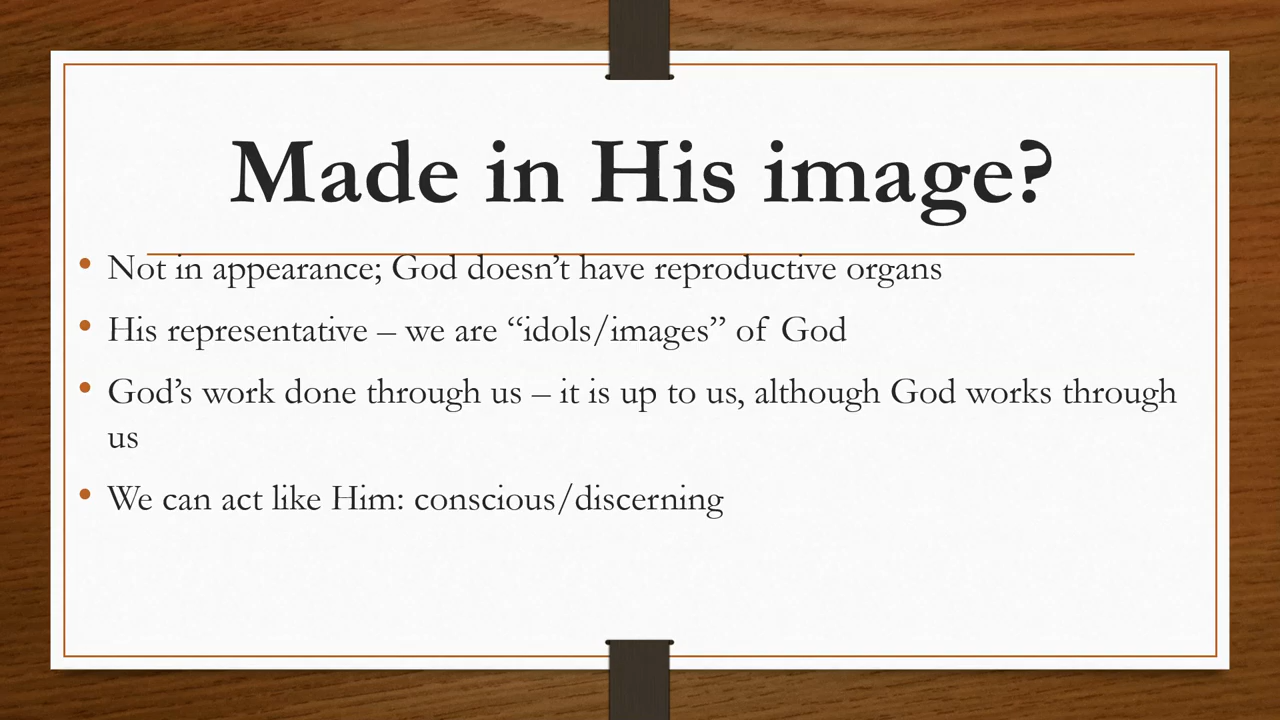 Made in His image?
• Not in appearance; God doesn’t have reproductive organs
• His representative – we are “idols/images” of God
• God’s work done through us – it is up to us, although God works through
us
• We can act like Him: conscious/discerning